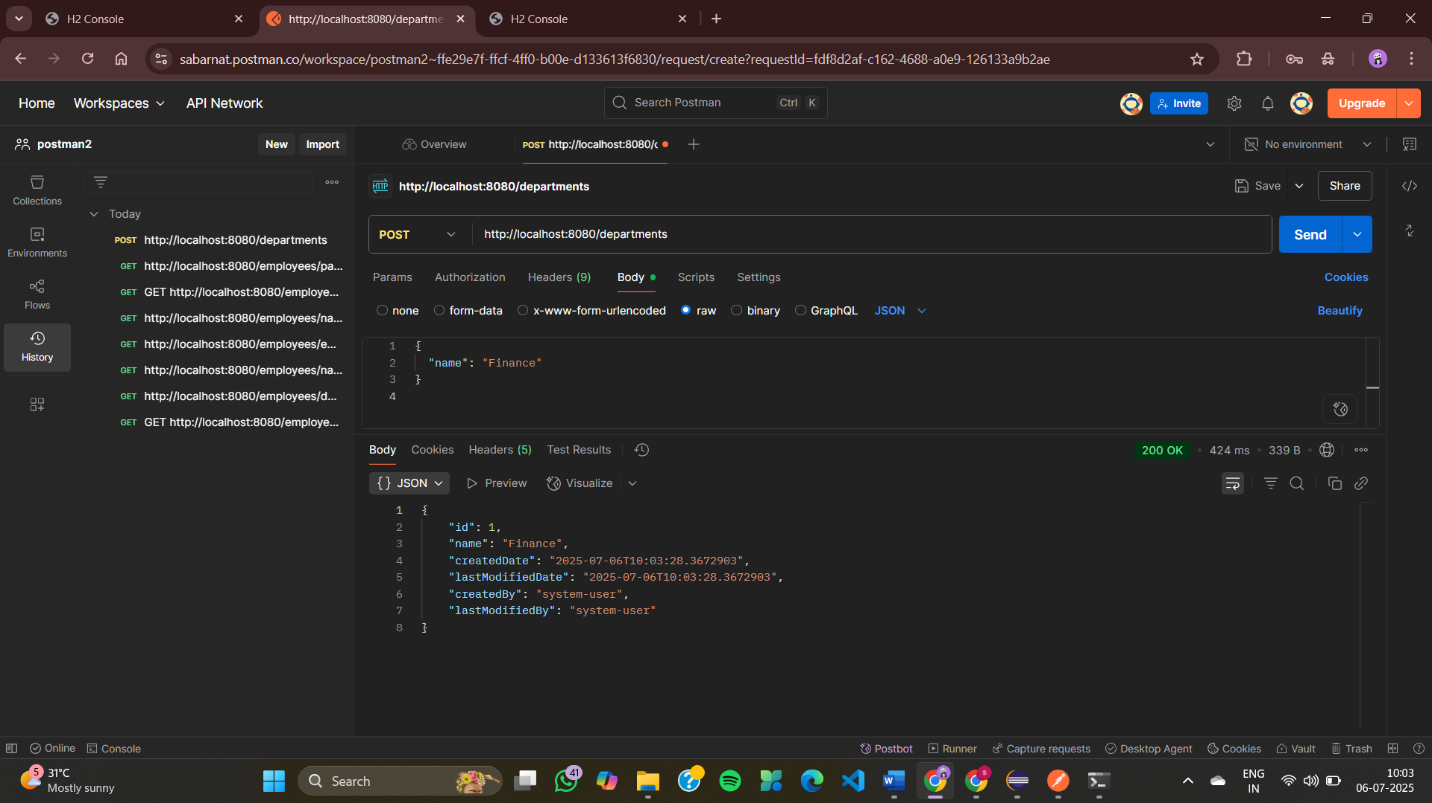 H2 Console
http://localhost:8080/departme
H2 Console
sabarnat.postman.co/workspace/postman2~ffe29e7f-ffcf-4ff0-b00e-d133613f6830/request/create?requestId=fdf8d2af-c162-4688-a0e9-126133a9b2ae
Home Workspaces API Network
Search Postman Ctrl K
Invite
Upgrade
postman2
New Import
Overview
POST http://localhost:8080/c
No environment
Collections
Environments
Flows
History
Today
POST http://localhost:8080/departments
GET http://localhost:8080/employees/pa...
GET GET http://localhost:8080/employe...
GET http://localhost:8080/employees/na...
GET http://localhost:8080/employees/e...
GET http://localhost:8080/employees/na...
GET http://localhost:8080/employees/d...
GET GET http://localhost:8080/employe...
HTTP http://localhost:8080/departments
Save Share
POST http://localhost:8080/departments
Send
Params Authorization Headers (9) Body Scripts Settings Cookies
none form-data x-www-form-urlencoded raw binary GraphQL JSON Beautify
1 {
2 "name": "Finance"
3 }
4
Body Cookies Headers (5) Test Results
200 OK • 424 ms • 339 B •
{ } JSON Preview Visualize
1 {
2 "id": 1,
3 "name": "Finance",
4 "createdDate": "2025-07-06T10:03:28.3672903",
5 "lastModifiedDate": "2025-07-06T10:03:28.3672903",
6 "createdBy": "system-user",
7 "lastModifiedBy": "system-user"
8 }
Online Console
Postbot Runner Capture requests Desktop Agent Cookies Vault Trash
5
31°C
Mostly sunny
Search
41
ENG
IN
10:03
06-07-2025